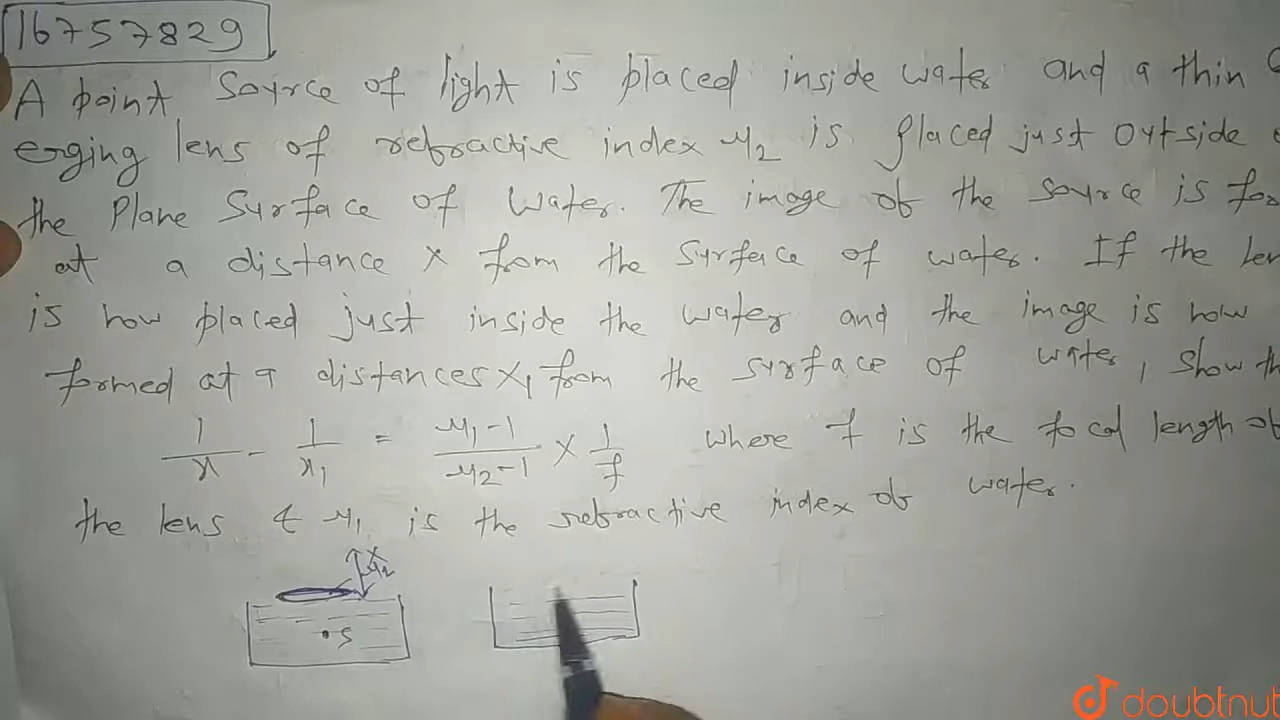 16757829
A point Source of light is placed inside water and a thin
erging lens of refractive index μ2 is placed just outside
the Plane Surface of Water. The image of the source is for
at a distance x from the Surface of water. If the len
is now placed just inside the water and the image is now
formed at a distances x1 from the surface of water, show th
1/x - 1/x1 = μ1-1/μ2-1 × 1/f where f is the focal length of
the lens & μ1 is the refractive index of water.
x
μ2
S
doubtnut